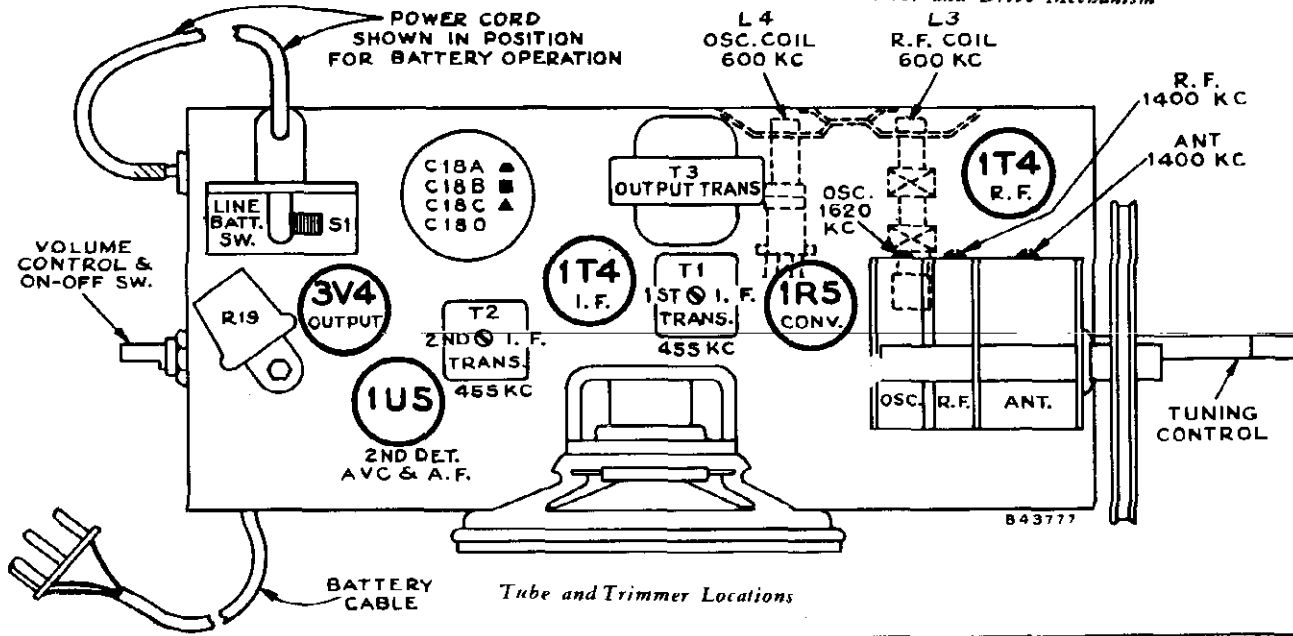 POWER CORD
SHOWN IN POSITION
FOR BATTERY OPERATION
L4
OSC. COIL
600 KC
L3
R.F. COIL
600 KC
R.F.
1400 KC
ANT
1400 KC
C18A
C18B
C18C
C18D
T3
OUTPUT TRANS
1T4
R.F.
OSC.
1620
KC
LINE
BATT.
SW.
S1
VOLUME
CONTROL &
ON-OFF SW.
R19
3V4
OUTPUT
T2
2ND I. F.
TRANS.
455 KC
1T4
I. F.
T1
1ST I. F.
TRANS.
455 KC
1R5
CONV.
1U5
2ND DET.
AVC & A.F.
OSC.
R.F.
ANT.
TUNING
CONTROL
B43777
BATTERY
CABLE
Tube and Trimmer Locations